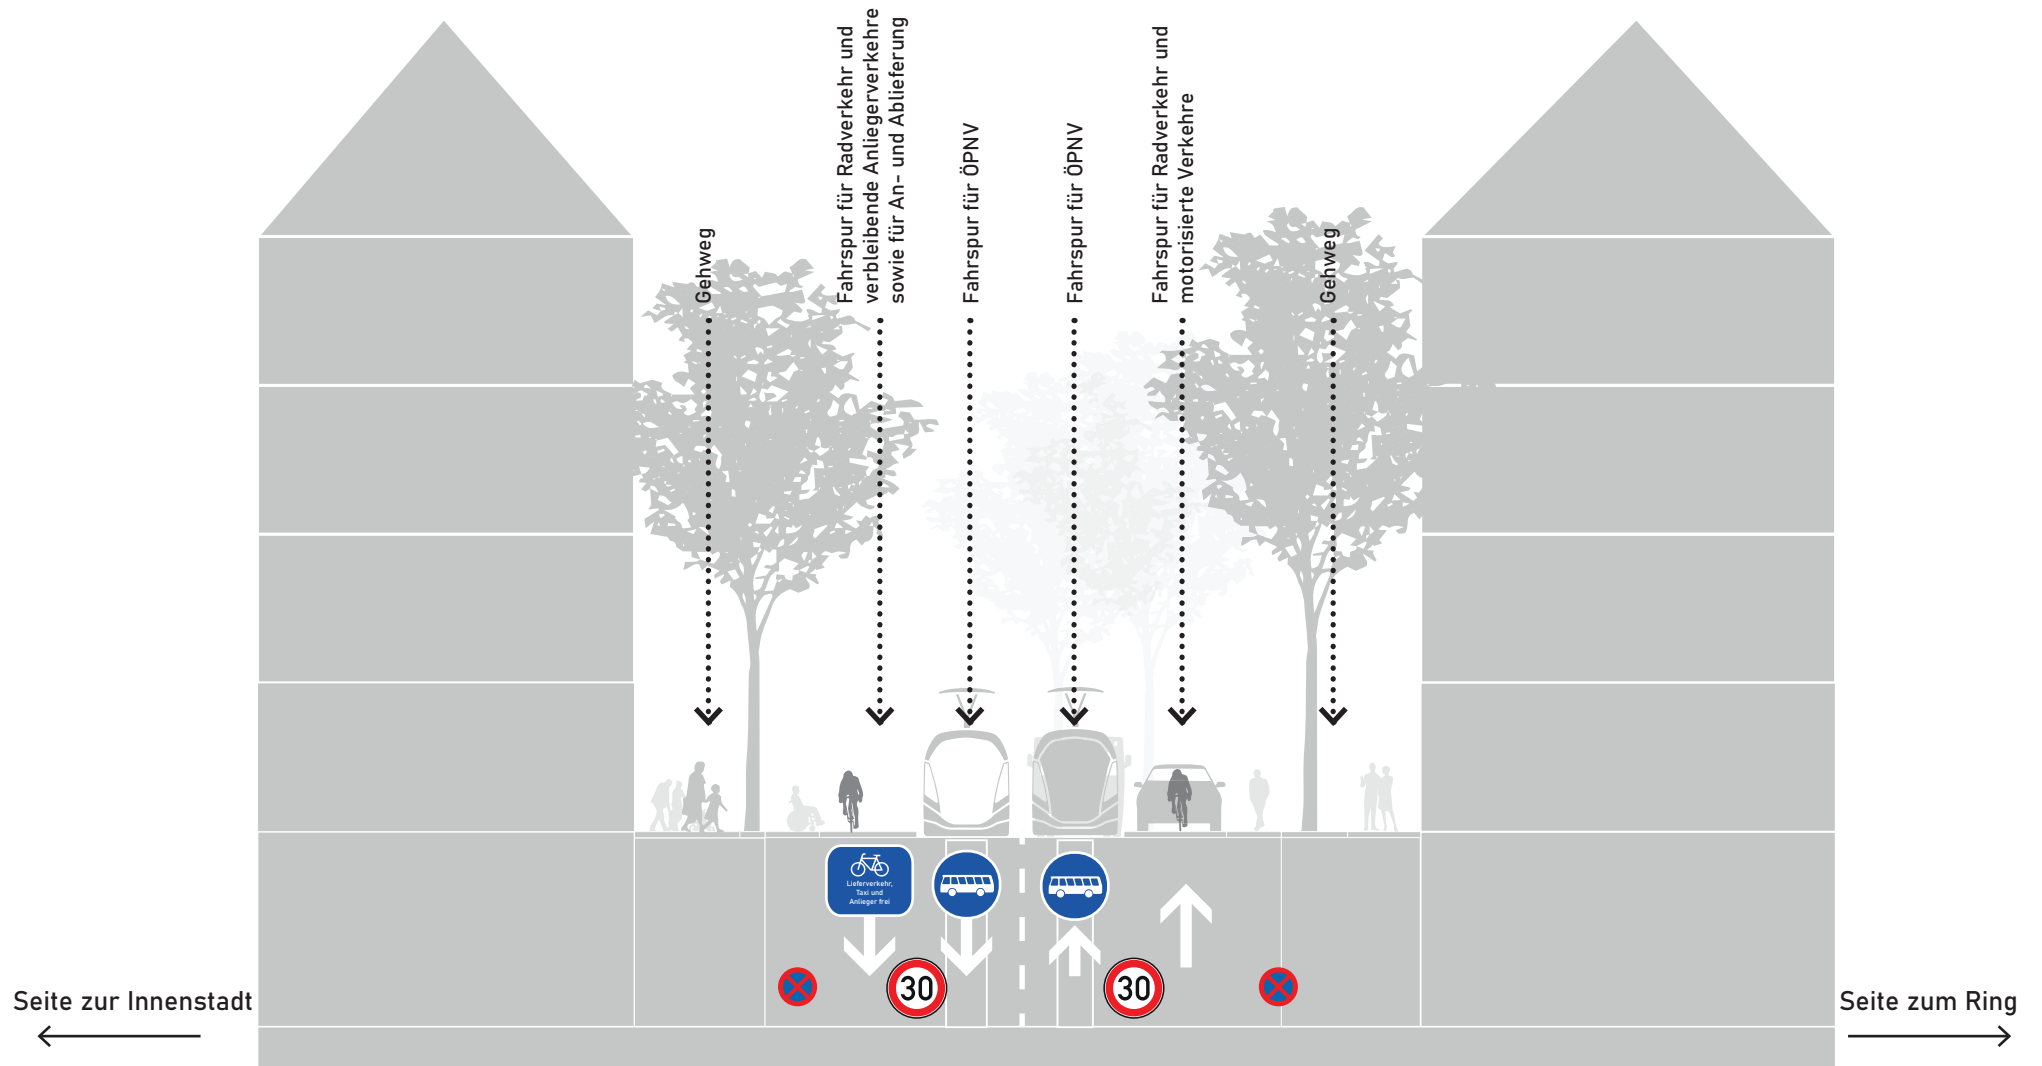 Gehweg
Fahrspur für Radverkehr und
verbleibende Anliegerverkehre
sowie für An- und Ablieferung
Fahrspur für ÖPNV
Fahrspur für ÖPNV
Fahrspur für Radverkehr und
motorisierte Verkehre
Gehweg
Lieferverkehr,
Taxi und
Anlieger frei
30
30
Seite zur Innenstadt
Seite zum Ring